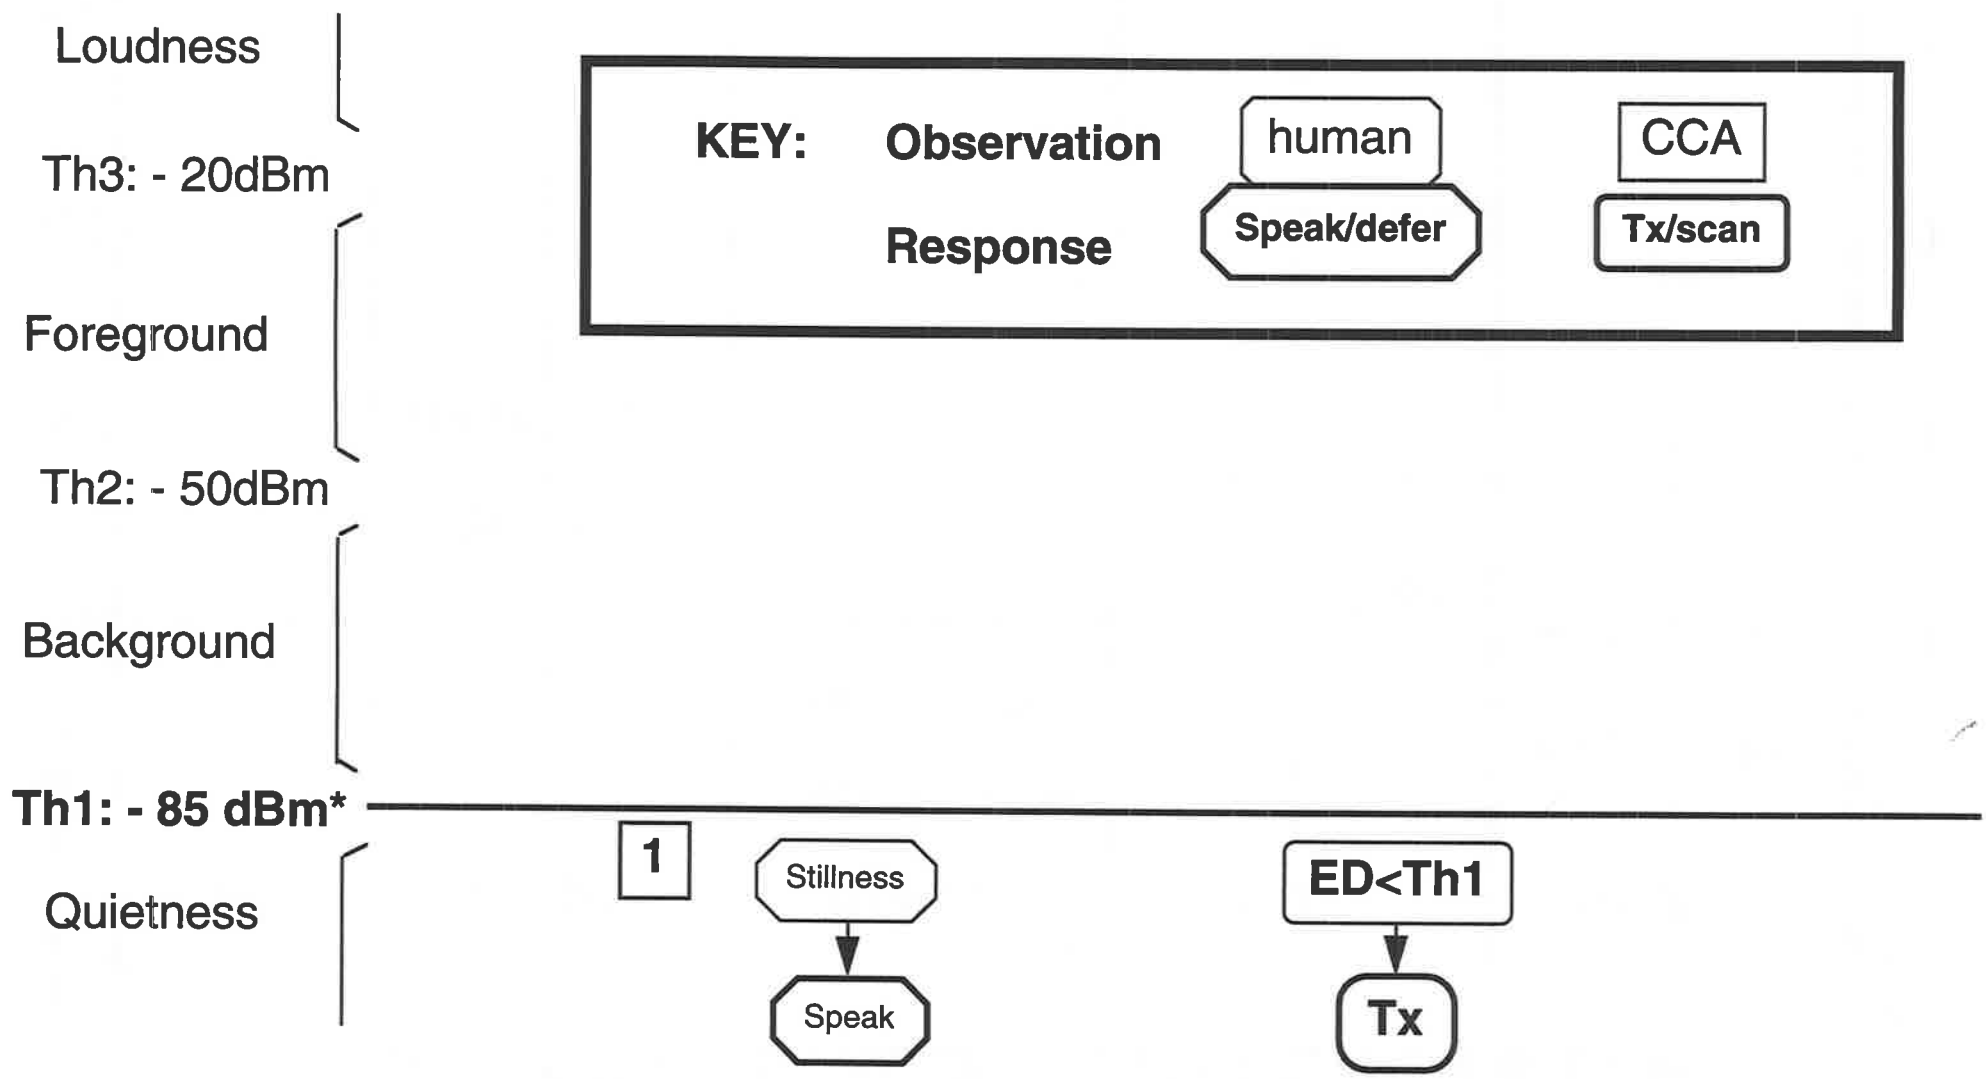 Loudness
KEY: Observation human CCA
Th3: - 20dBm
Response Speak/defer Tx/scan
Foreground
Th2: - 50dBm
Background
Th1: - 85 dBm*
1 Stillness ED<Th1
Quietness
Speak Tx